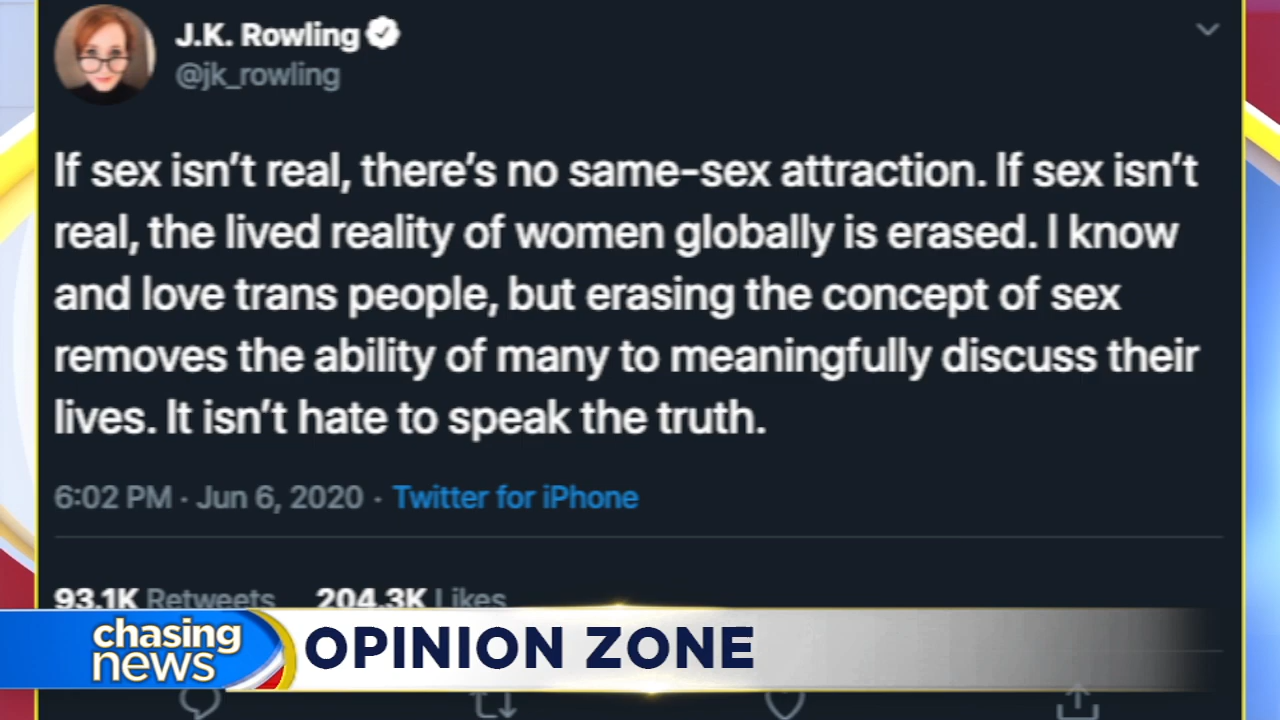 J.K. Rowling
@jk_rowling
If sex isn’t real, there’s no same-sex attraction. If sex isn’t
real, the lived reality of women globally is erased. I know
and love trans people, but erasing the concept of sex
removes the ability of many to meaningfully discuss their
lives. It isn’t hate to speak the truth.
6:02 PM · Jun 6, 2020 · Twitter for iPhone
93.1K Retweets 204.3K Likes
chasing
news
OPINION ZONE